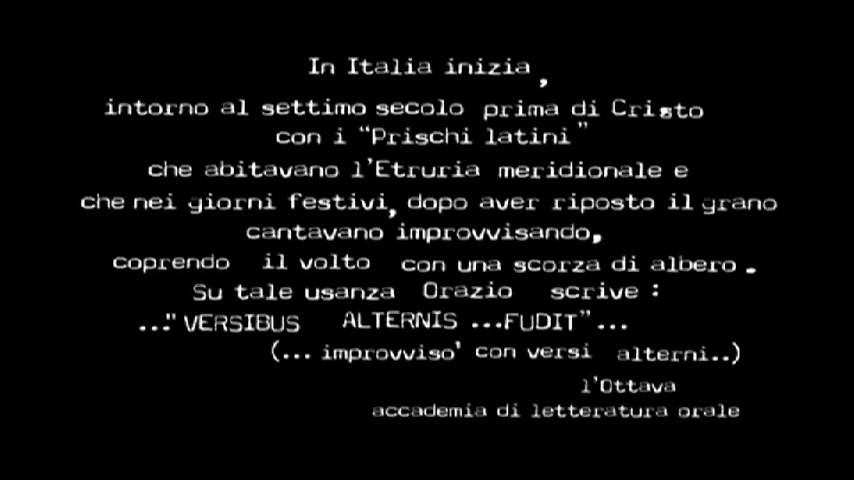 In Italia inizia,
intorno al settimo secolo prima di Cristo
con i "Prischi latini"
che abitavano l'Etruria meridionale e
che nei giorni festivi, dopo aver riposto il grano
cantavano improvvisando,
coprendo il volto con una scorza di albero.
Su tale usanza Orazio scrive:
..." VERSIBUS ALTERNIS ...FUDIT"...
(... improvviso' con versi alterni..)
l'Ottava
accademia di letteratura orale